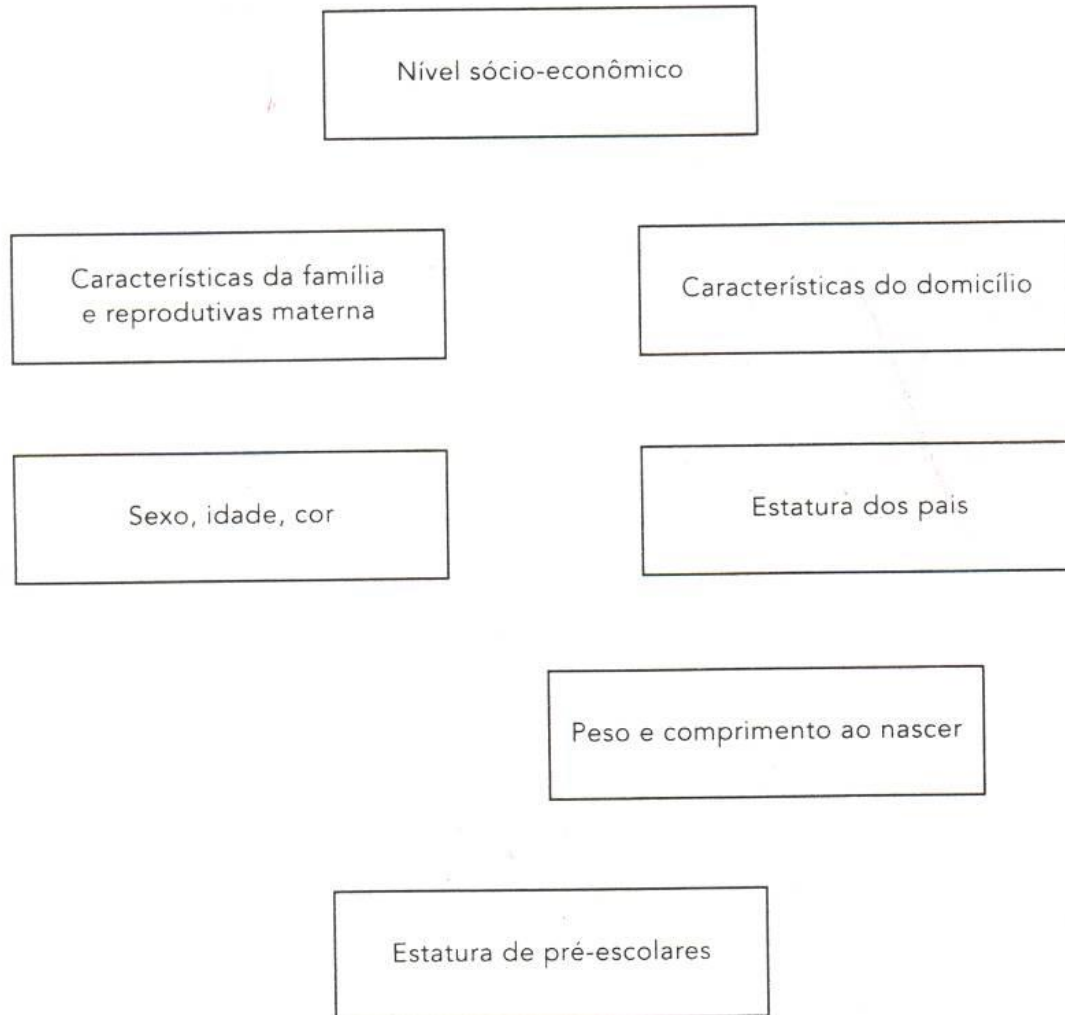 Nível sócio-econômico
Características da família
e reprodutivas materna
Características do domicílio
Sexo, idade, cor
Estatura dos pais
Peso e comprimento ao nascer
Estatura de pré-escolares